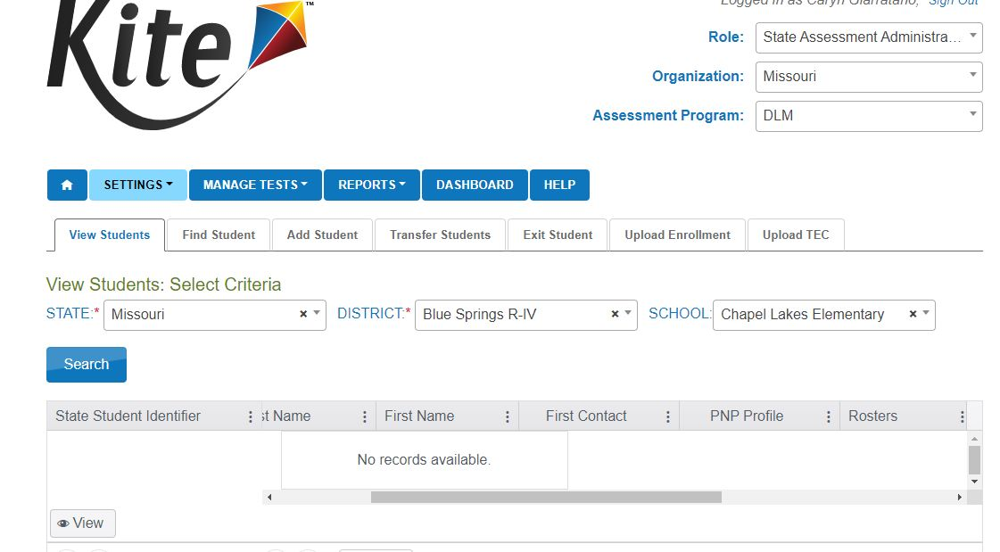 Logged in as Caryn Giarratano, Sign Out
Kite™
Role: State Assessment Administra...
Organization: Missouri
Assessment Program: DLM
SETTINGS MANAGE TESTS REPORTS DASHBOARD HELP
View Students Find Student Add Student Transfer Students Exit Student Upload Enrollment Upload TEC
View Students: Select Criteria
STATE:* Missouri × DISTRICT:* Blue Springs R-IV × SCHOOL: Chapel Lakes Elementary ×
Search
State Student Identifier st Name First Name First Contact PNP Profile Rosters
No records available.
View